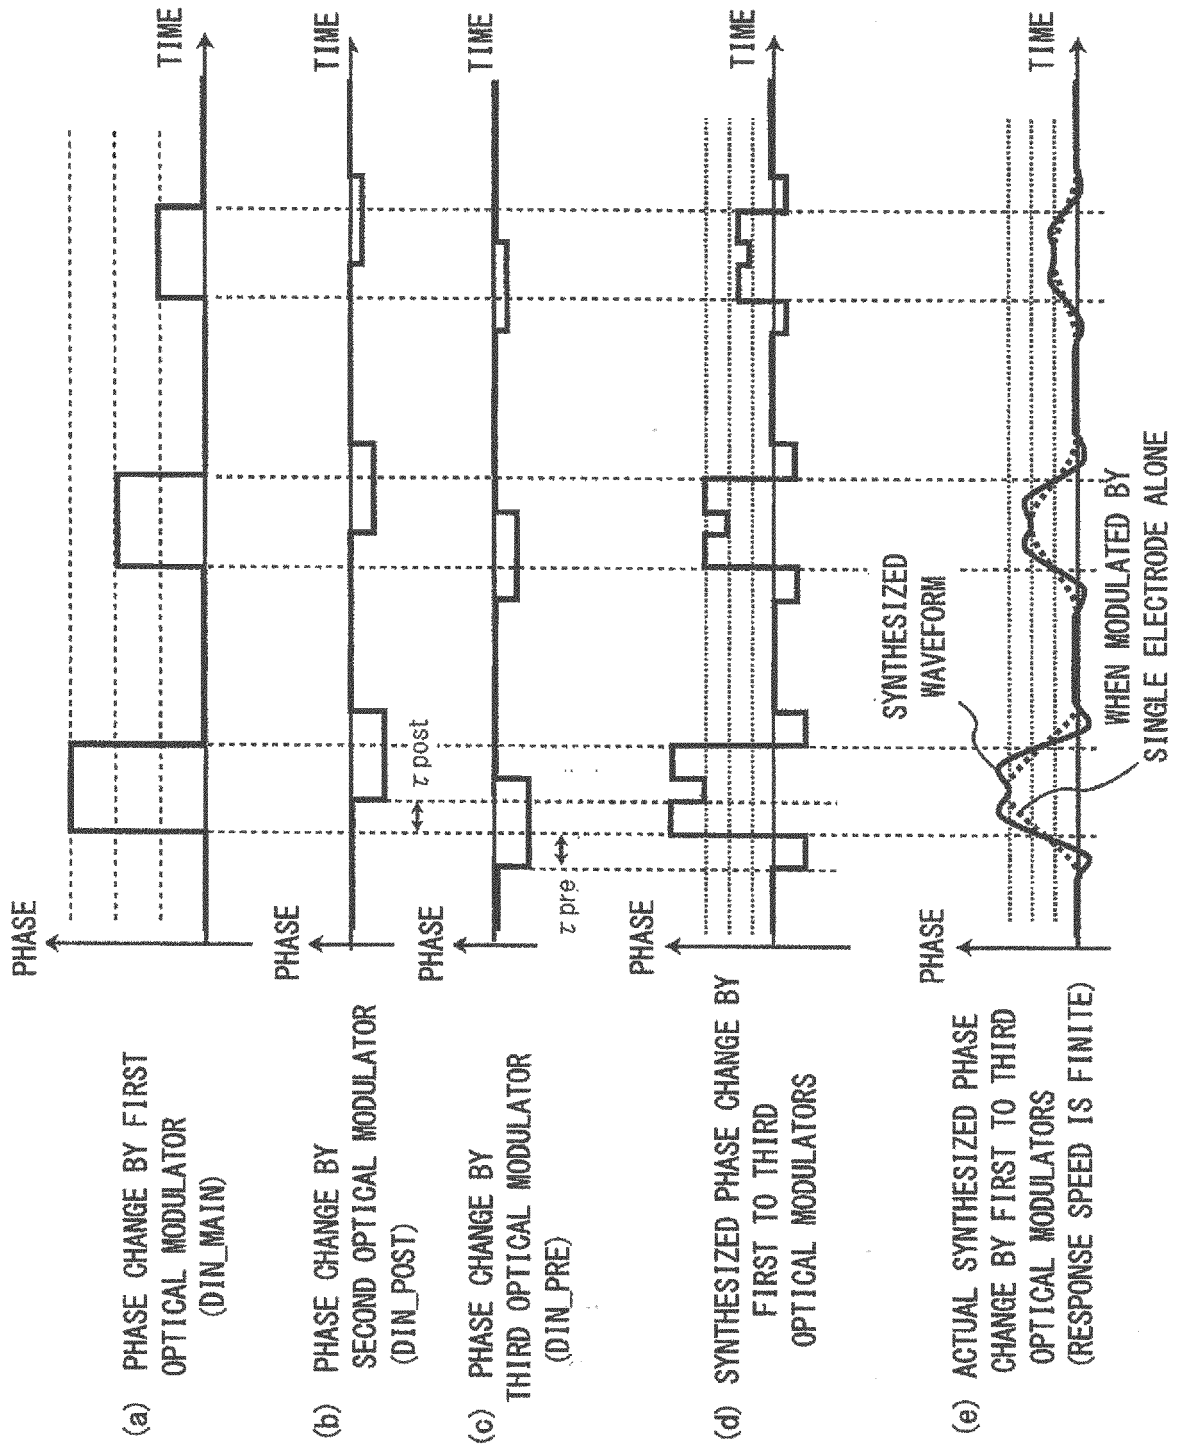 (a) PHASE CHANGE BY FIRST
OPTICAL MODULATOR
(DIN_MAIN)
PHASE
TIME
(b) PHASE CHANGE BY
SECOND OPTICAL MODULATOR
(DIN_POST)
PHASE
TIME
τ post
(c) PHASE CHANGE BY
THIRD OPTICAL MODULATOR
(DIN_PRE)
PHASE
TIME
τ pre
(d) SYNTHESIZED PHASE CHANGE BY
FIRST TO THIRD
OPTICAL MODULATORS
PHASE
TIME
(e) ACTUAL SYNTHESIZED PHASE
CHANGE BY FIRST TO THIRD
OPTICAL MODULATORS
(RESPONSE SPEED IS FINITE)
PHASE
TIME
SYNTHESIZED
WAVEFORM
WHEN MODULATED BY
SINGLE ELECTRODE ALONE